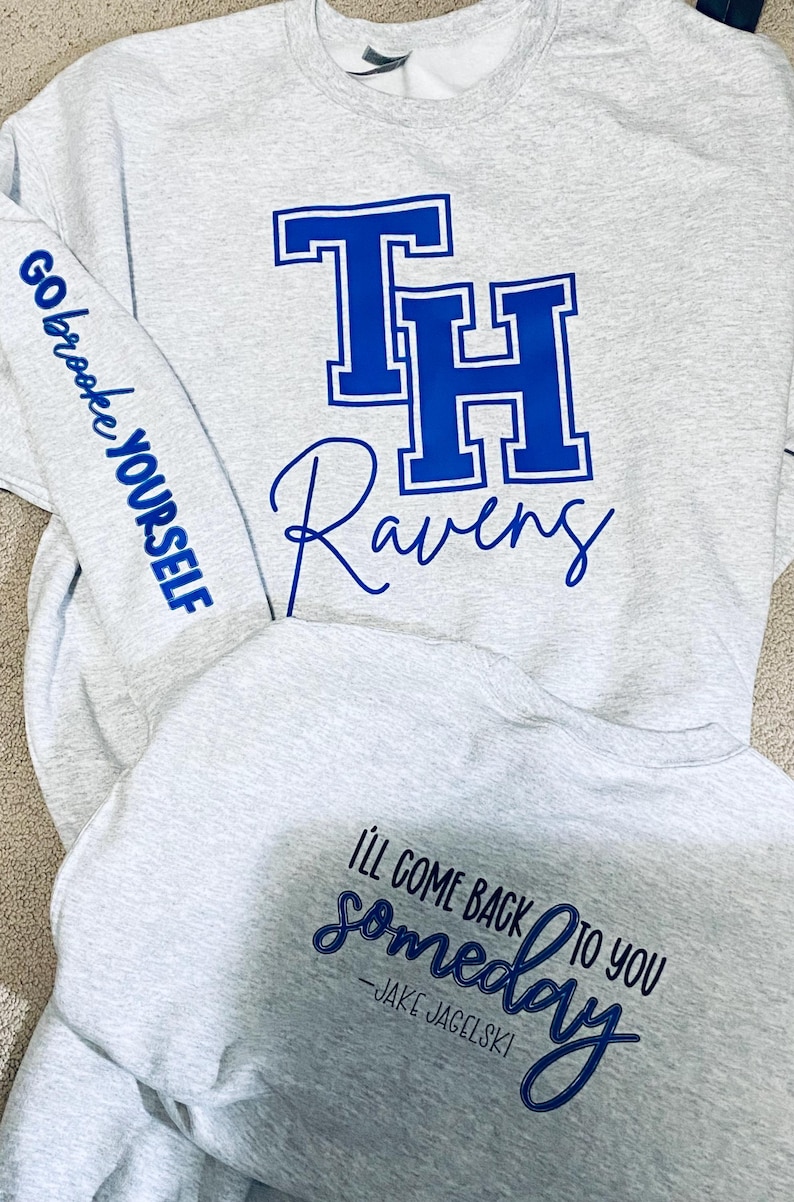 TH
Ravens
GO brooke YOURSELF
I'LL COME BACK TO YOU
someday
-JAKE JAGELSKI